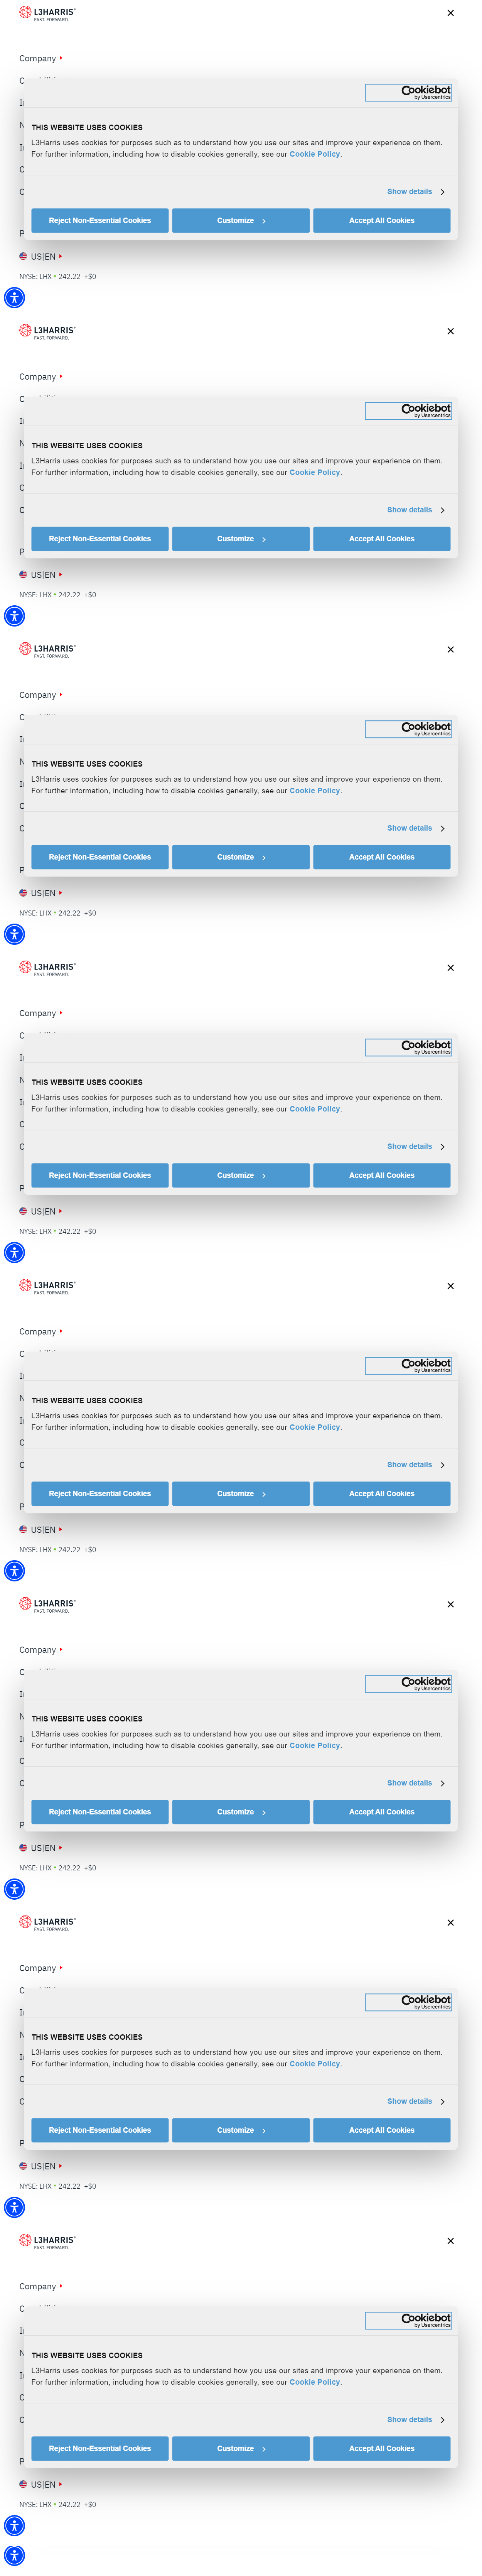 L3HARRIS
FAST. FORWARD.
Company
Cookiebot
by Usercentrics
THIS WEBSITE USES COOKIES
L3Harris uses cookies for purposes such as to understand how you use our sites and improve your experience on them.
For further information, including how to disable cookies generally, see our Cookie Policy.
Show details
Reject Non-Essential Cookies Customize Accept All Cookies
US|EN
NYSE: LHX ↑ 242.22 +$0
L3HARRIS
FAST. FORWARD.
Company
Cookiebot
by Usercentrics
THIS WEBSITE USES COOKIES
L3Harris uses cookies for purposes such as to understand how you use our sites and improve your experience on them.
For further information, including how to disable cookies generally, see our Cookie Policy.
Show details
Reject Non-Essential Cookies Customize Accept All Cookies
US|EN
NYSE: LHX ↑ 242.22 +$0
L3HARRIS
FAST. FORWARD.
Company
Cookiebot
by Usercentrics
THIS WEBSITE USES COOKIES
L3Harris uses cookies for purposes such as to understand how you use our sites and improve your experience on them.
For further information, including how to disable cookies generally, see our Cookie Policy.
Show details
Reject Non-Essential Cookies Customize Accept All Cookies
US|EN
NYSE: LHX ↑ 242.22 +$0
L3HARRIS
FAST. FORWARD.
Company
Cookiebot
by Usercentrics
THIS WEBSITE USES COOKIES
L3Harris uses cookies for purposes such as to understand how you use our sites and improve your experience on them.
For further information, including how to disable cookies generally, see our Cookie Policy.
Show details
Reject Non-Essential Cookies Customize Accept All Cookies
US|EN
NYSE: LHX ↑ 242.22 +$0
L3HARRIS
FAST. FORWARD.
Company
Cookiebot
by Usercentrics
THIS WEBSITE USES COOKIES
L3Harris uses cookies for purposes such as to understand how you use our sites and improve your experience on them.
For further information, including how to disable cookies generally, see our Cookie Policy.
Show details
Reject Non-Essential Cookies Customize Accept All Cookies
US|EN
NYSE: LHX ↑ 242.22 +$0
L3HARRIS
FAST. FORWARD.
Company
Cookiebot
by Usercentrics
THIS WEBSITE USES COOKIES
L3Harris uses cookies for purposes such as to understand how you use our sites and improve your experience on them.
For further information, including how to disable cookies generally, see our Cookie Policy.
Show details
Reject Non-Essential Cookies Customize Accept All Cookies
US|EN
NYSE: LHX ↑ 242.22 +$0
L3HARRIS
FAST. FORWARD.
Company
Cookiebot
by Usercentrics
THIS WEBSITE USES COOKIES
L3Harris uses cookies for purposes such as to understand how you use our sites and improve your experience on them.
For further information, including how to disable cookies generally, see our Cookie Policy.
Show details
Reject Non-Essential Cookies Customize Accept All Cookies
US|EN
NYSE: LHX ↑ 242.22 +$0
L3HARRIS
FAST. FORWARD.
Company
Cookiebot
by Usercentrics
THIS WEBSITE USES COOKIES
L3Harris uses cookies for purposes such as to understand how you use our sites and improve your experience on them.
For further information, including how to disable cookies generally, see our Cookie Policy.
Show details
Reject Non-Essential Cookies Customize Accept All Cookies
US|EN
NYSE: LHX ↑ 242.22 +$0